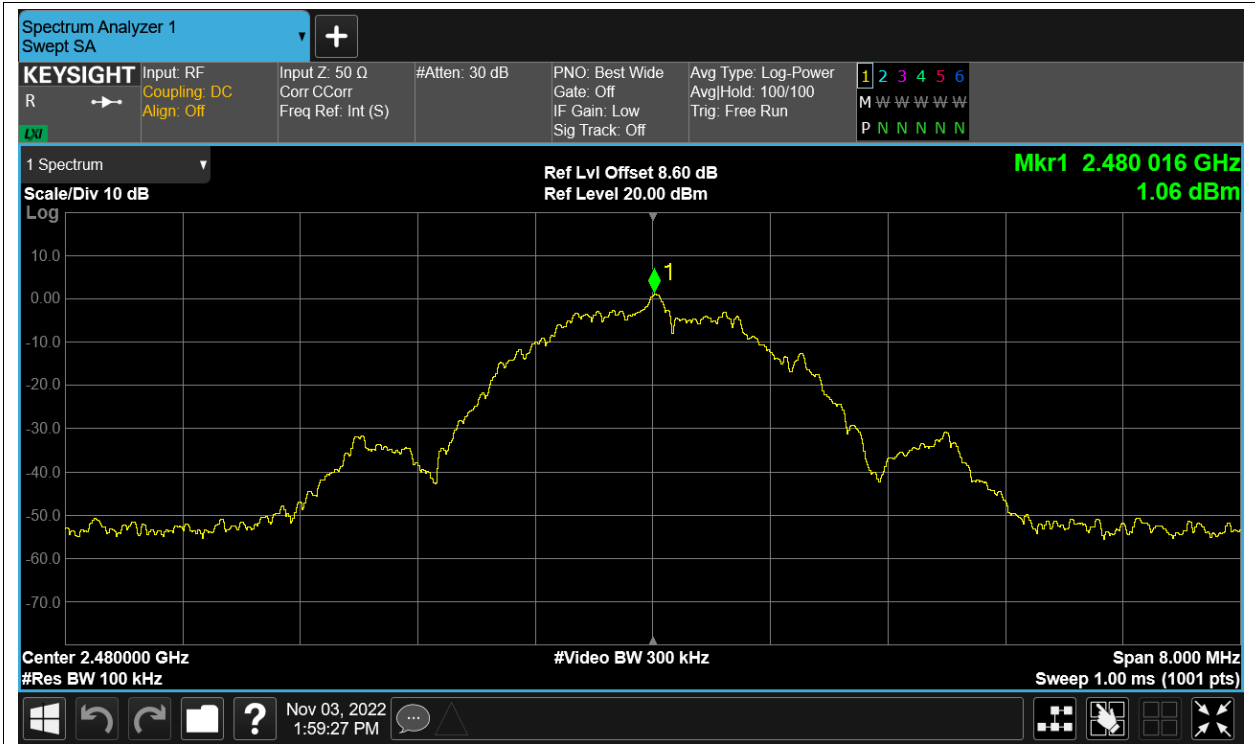 Spectrum Analyzer 1
Swept SA
+
KEYSIGHT
R
LXI
Input: RF
Coupling: DC
Align: Off
Input Z: 50 Ω
Corr CCorr
Freq Ref: Int (S)
#Atten: 30 dB
PNO: Best Wide
Gate: Off
IF Gain: Low
Sig Track: Off
Avg Type: Log-Power
Avg|Hold: 100/100
Trig: Free Run
1 2 3 4 5 6
M W W W W W W
P N N N N N N
1 Spectrum
Scale/Div 10 dB
Log
Ref Lvl Offset 8.60 dB
Ref Level 20.00 dBm
Mkr1 2.480 016 GHz
1.06 dBm
1
10.0
0.00
-10.0
-20.0
-30.0
-40.0
-50.0
-60.0
-70.0
Center 2.480000 GHz
#Res BW 100 kHz
#Video BW 300 kHz
Span 8.000 MHz
Sweep 1.00 ms (1001 pts)
?
Nov 03, 2022
1:59:27 PM